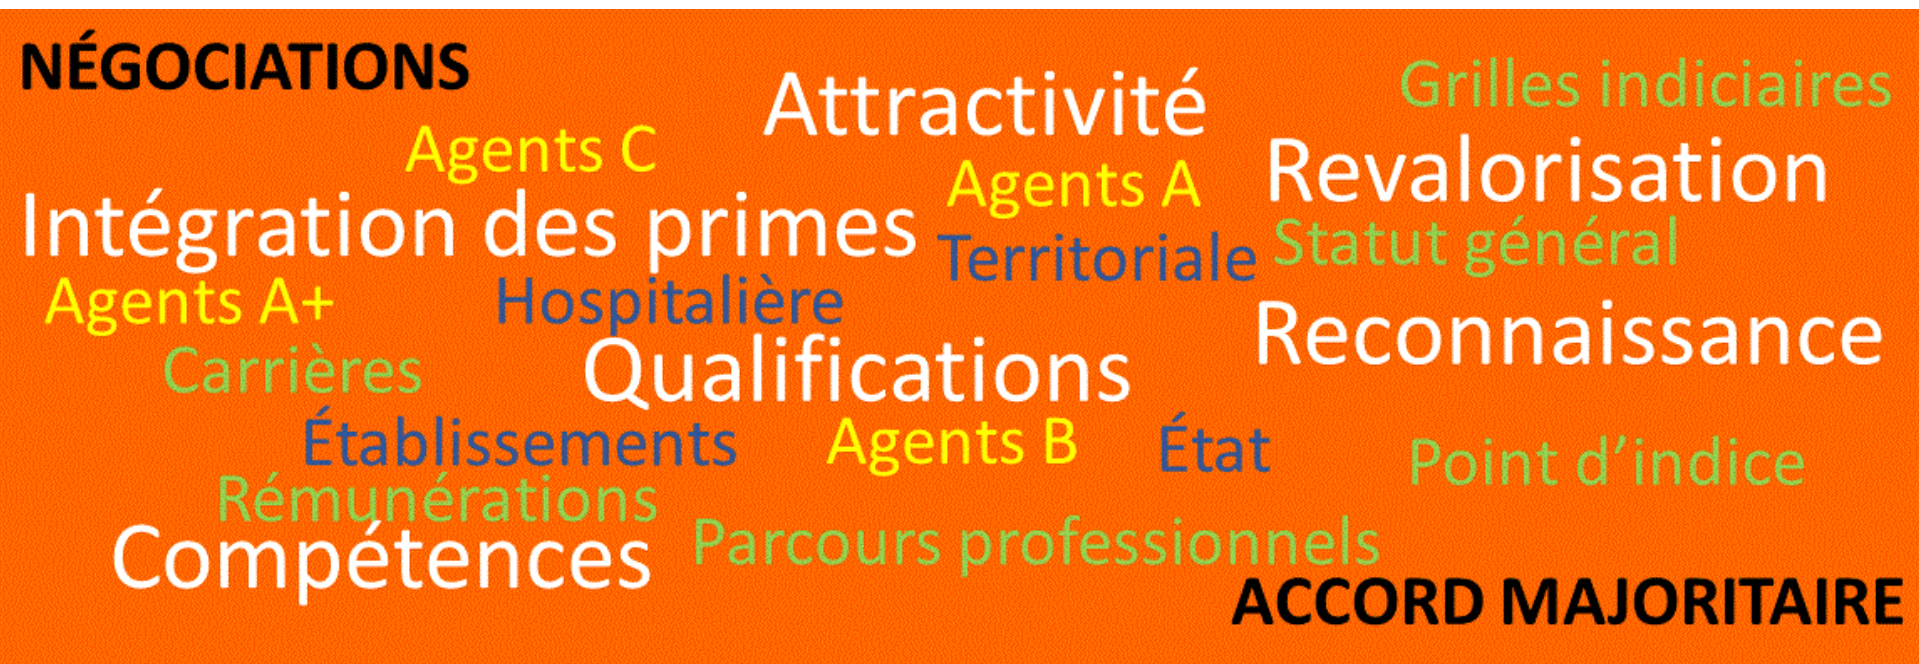 NÉGOCIATIONS
Grilles indiciaires
Attractivité
Agents C
Revalorisation
Agents A
Intégration des primes
Statut général
Territoriale
Agents A+
Hospitalière
Reconnaissance
Carrières
Qualifications
Établissements
Agents B
État
Point d’indice
Rémunérations
Parcours professionnels
Compétences
ACCORD MAJORITAIRE